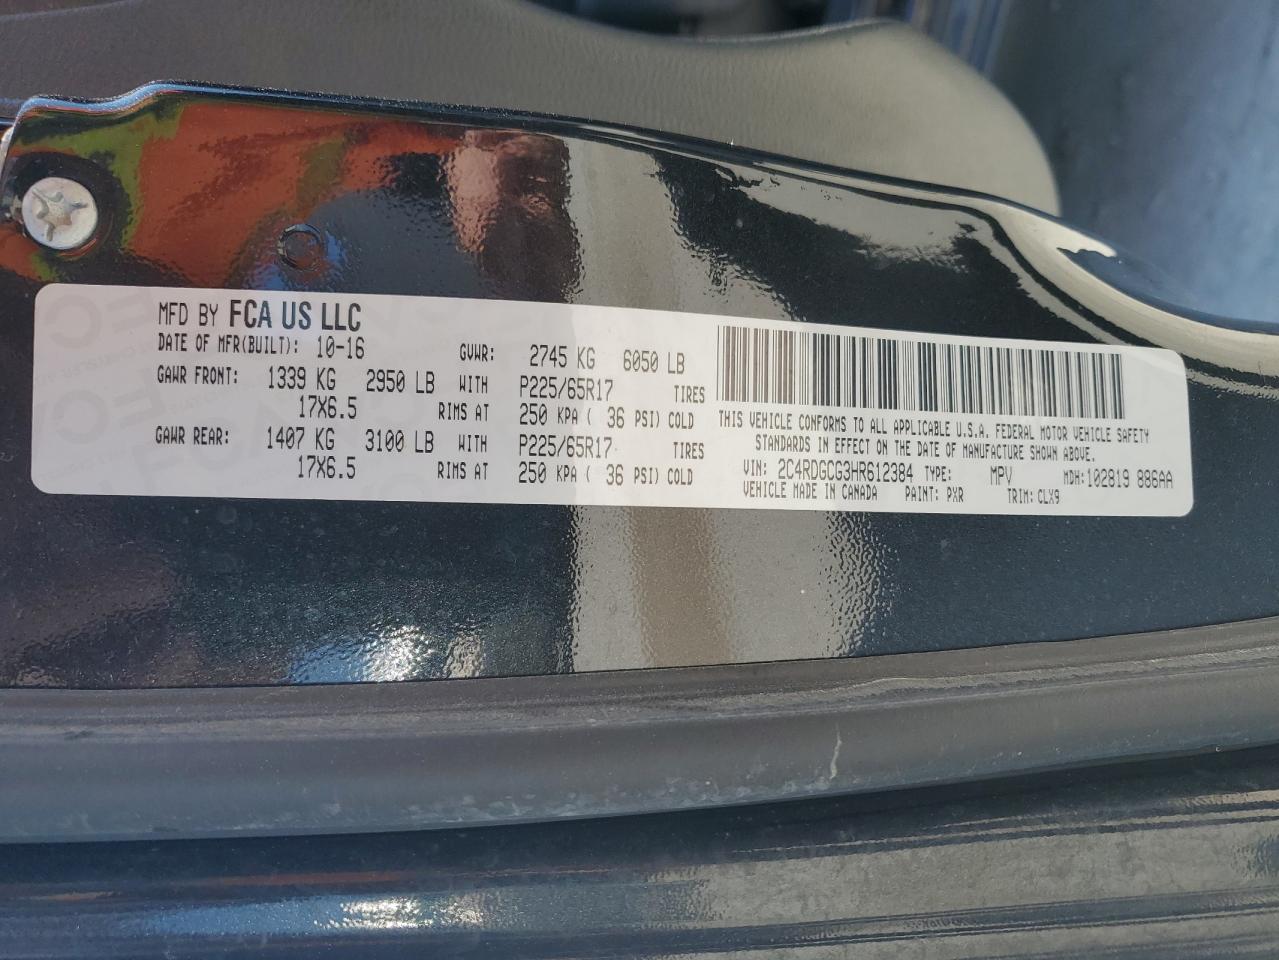 MFD BY FCA US LLC
DATE OF MFR(BUILT): 10-16 GVWR: 2745 KG 6050 LB
GAWR FRONT: 1339 KG 2950 LB WITH P225/65R17 TIRES
17X6.5 RIMS AT 250 KPA ( 36 PSI) COLD
GAWR REAR: 1407 KG 3100 LB WITH P225/65R17 TIRES
17X6.5 RIMS AT 250 KPA ( 36 PSI) COLD
THIS VEHICLE CONFORMS TO ALL APPLICABLE U.S.A. FEDERAL MOTOR VEHICLE SAFETY
STANDARDS IN EFFECT ON THE DATE OF MANUFACTURE SHOWN ABOVE.
VIN: 2C4RDGCG3HR612384 TYPE: MPV MDH:102819 886AA
VEHICLE MADE IN CANADA PAINT: PXR TRIM: CLX9